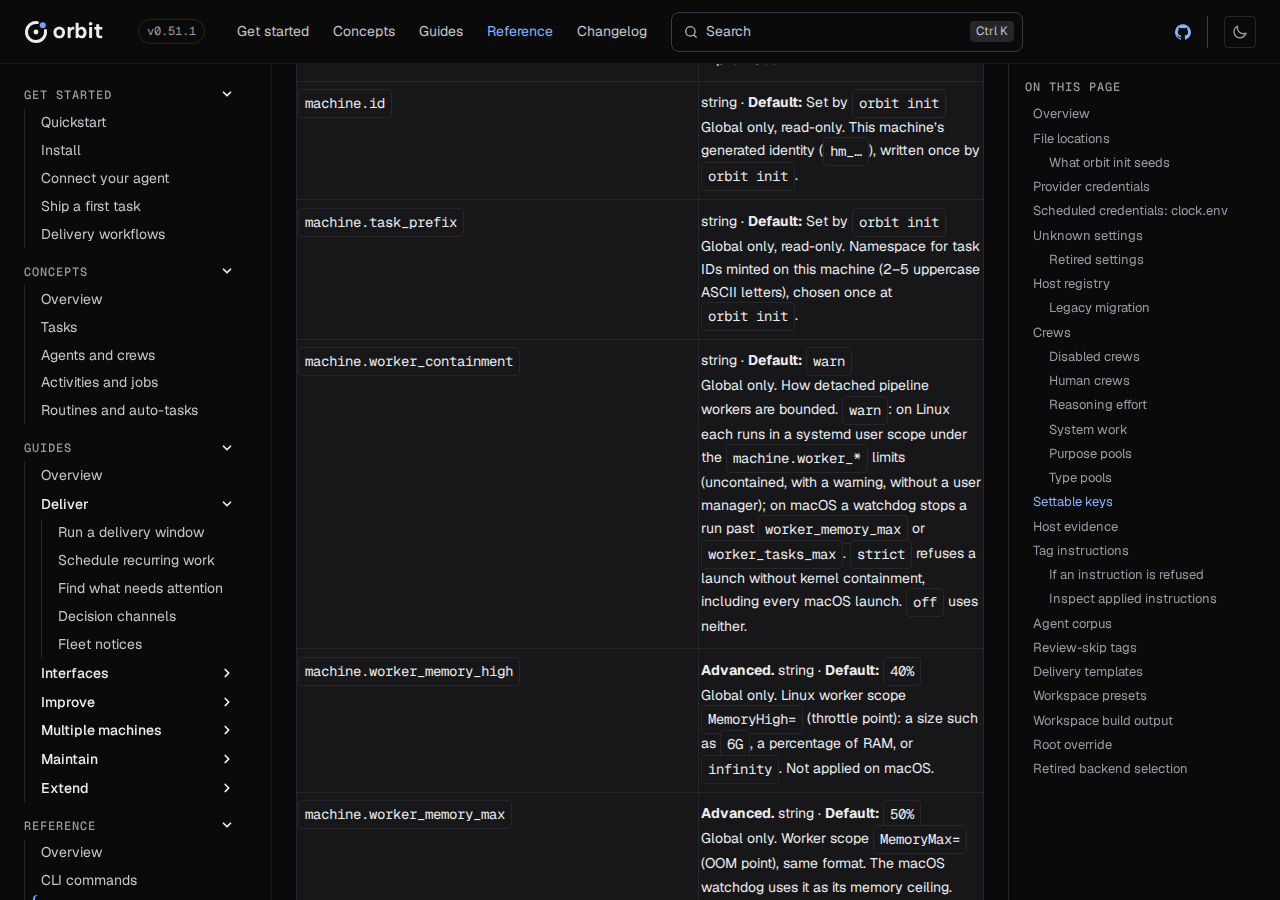 orbit
v0.51.1
Get started
Concepts
Guides
Reference
Changelog
Search
Ctrl K
GET STARTED
Quickstart
Install
Connect your agent
Ship a first task
Delivery workflows
CONCEPTS
Overview
Tasks
Agents and crews
Activities and jobs
Routines and auto-tasks
GUIDES
Overview
Deliver
Run a delivery window
Schedule recurring work
Find what needs attention
Decision channels
Fleet notices
Interfaces
Improve
Multiple machines
Maintain
Extend
REFERENCE
Overview
CLI commands
machine.id
string · Default: Set by orbit init
Global only, read-only. This machine's
generated identity (hm_…), written once by
orbit init.
machine.task_prefix
string · Default: Set by orbit init
Global only, read-only. Namespace for task
IDs minted on this machine (2–5 uppercase
ASCII letters), chosen once at
orbit init.
machine.worker_containment
string · Default: warn
Global only. How detached pipeline
workers are bounded. warn: on Linux
each runs in a systemd user scope under
the machine.worker_* limits
(uncontained, with a warning, without a user
manager); on macOS a watchdog stops a
run past worker_memory_max or
worker_tasks_max. strict refuses a
launch without kernel containment,
including every macOS launch. off uses
neither.
machine.worker_memory_high
Advanced. string · Default: 40%
Global only. Linux worker scope
MemoryHigh= (throttle point): a size such
as 6G, a percentage of RAM, or
infinity. Not applied on macOS.
machine.worker_memory_max
Advanced. string · Default: 50%
Global only. Worker scope MemoryMax=
(OOM point), same format. The macOS
watchdog uses it as its memory ceiling.
ON THIS PAGE
Overview
File locations
What orbit init seeds
Provider credentials
Scheduled credentials: clock.env
Unknown settings
Retired settings
Host registry
Legacy migration
Crews
Disabled crews
Human crews
Reasoning effort
System work
Purpose pools
Type pools
Settable keys
Host evidence
Tag instructions
If an instruction is refused
Inspect applied instructions
Agent corpus
Review-skip tags
Delivery templates
Workspace presets
Workspace build output
Root override
Retired backend selection